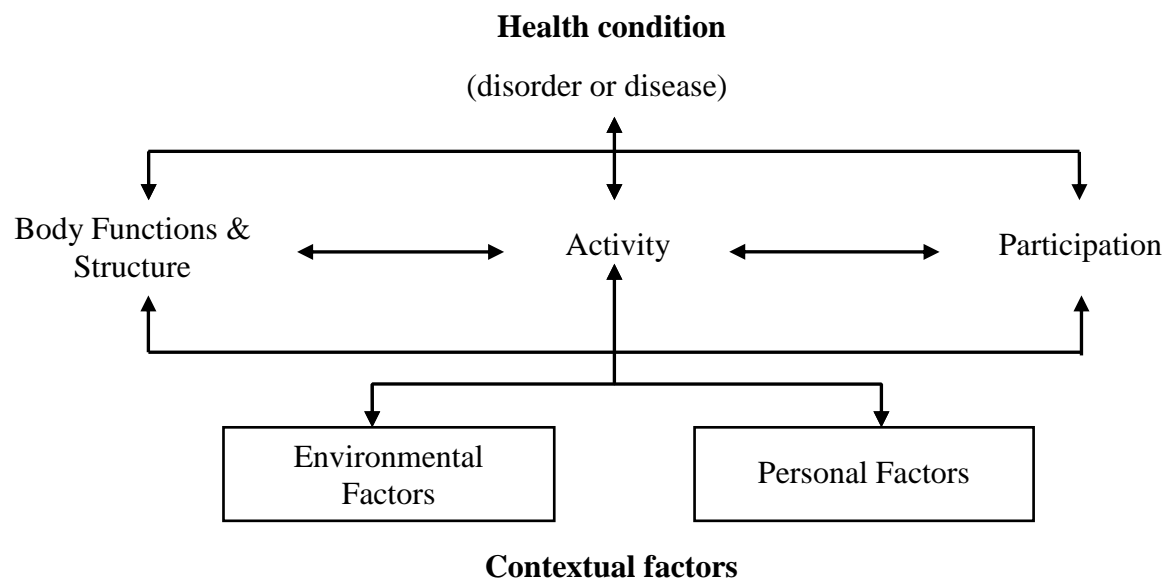 Health condition
(disorder or disease)
Body Functions &
Structure
Activity
Participation
Environmental
Factors
Personal Factors
Contextual factors